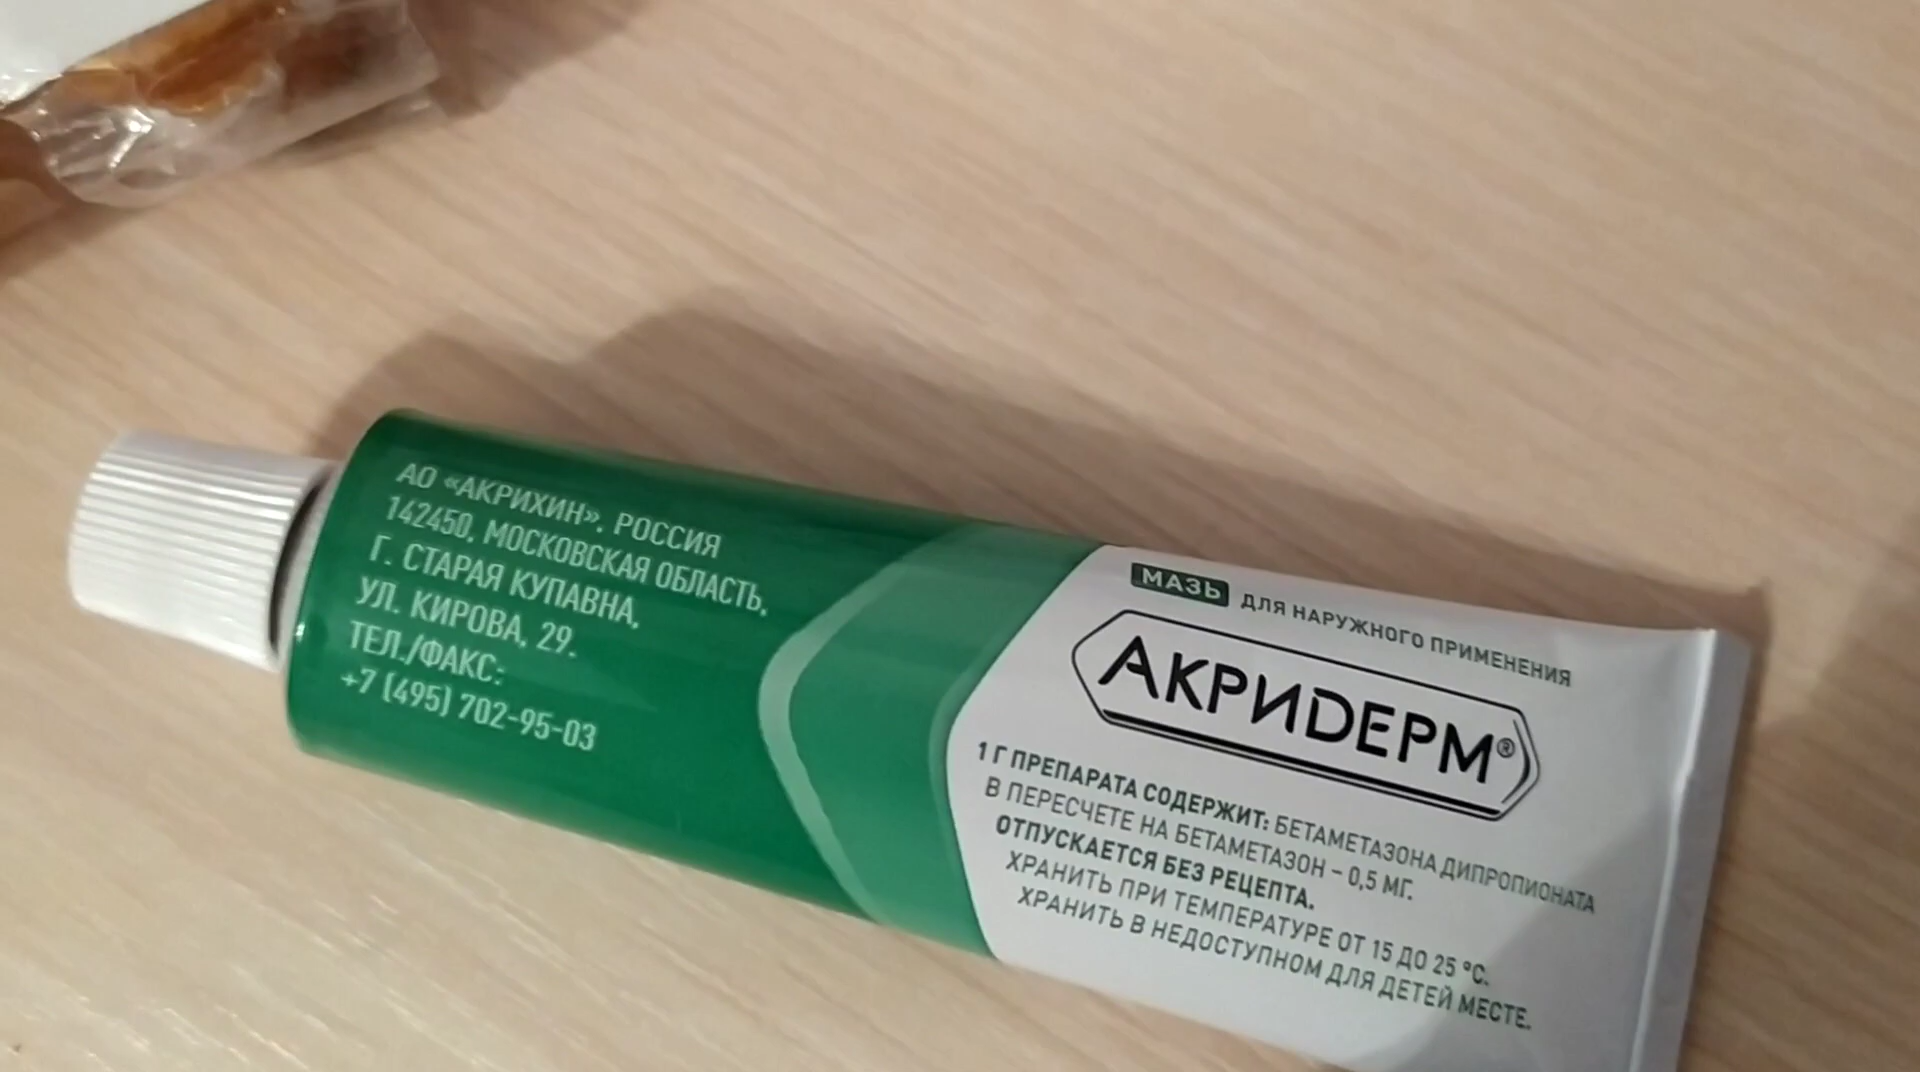 АО «АКРИХИН», РОССИЯ
142450, МОСКОВСКАЯ ОБЛАСТЬ,
Г. СТАРАЯ КУПАВНА,
УЛ. КИРОВА, 29.
ТЕЛ./ФАКС:
+7 (495) 702-95-03
МАЗЬ ДЛЯ НАРУЖНОГО ПРИМЕНЕНИЯ
АКРИДЕРМ®
1 Г ПРЕПАРАТА СОДЕРЖИТ: БЕТАМЕТАЗОНА ДИПРОПИОНАТА
В ПЕРЕСЧЕТЕ НА БЕТАМЕТАЗОН – 0,5 МГ.
ОТПУСКАЕТСЯ БЕЗ РЕЦЕПТА.
ХРАНИТЬ ПРИ ТЕМПЕРАТУРЕ ОТ 15 ДО 25 °С.
ХРАНИТЬ В НЕДОСТУПНОМ ДЛЯ ДЕТЕЙ МЕСТЕ.